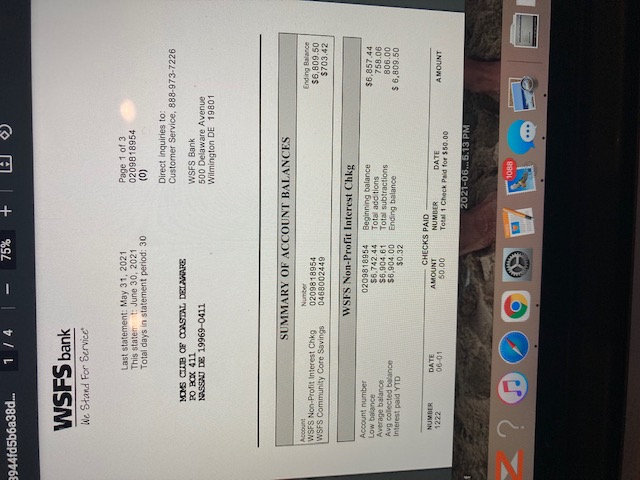 3944fd5b6a38d...
1 / 4
— 75% +
WSFS bank
We Stand For Service
Last statement: May 31, 2021
This statement: June 30, 2021
Total days in statement period: 30
Page 1 of 3
0209818954
(0)
Direct inquiries to:
Customer Service, 888-973-7226
MOMS CLUB OF COASTAL DELAWARE
PO BOX 411
NASSAU DE 19969-0411
WSFS Bank
500 Delaware Avenue
Wilmington DE 19801
SUMMARY OF ACCOUNT BALANCES
Account Number Ending Balance
WSFS Non-Profit Interest Chkg 0209818954 $6,809.50
WSFS Community Core Savings 0468002449 $703.42
WSFS Non-Profit Interest Chkg
Account number 0209818954 Beginning balance $6,857.44
Low balance $6,742.44 Total additions 758.06
Average balance $6,904.61 Total subtractions 806.00
Avg collected balance $6,904.00 Ending balance $ 6,809.50
Interest paid YTD $0.32
CHECKS PAID
NUMBER DATE AMOUNT NUMBER DATE AMOUNT
1222 06-01 50.00 Total 1 Check Paid for $50.00
2021-06...5.13 PM
1088